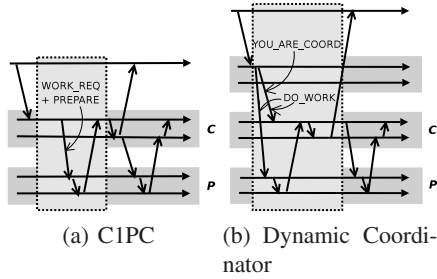 WORK_REQ
+ PREPARE
C
P
YOU_ARE_COORD
DO_WORK
C
P
(a) C1PC
(b) Dynamic Coordi-
nator